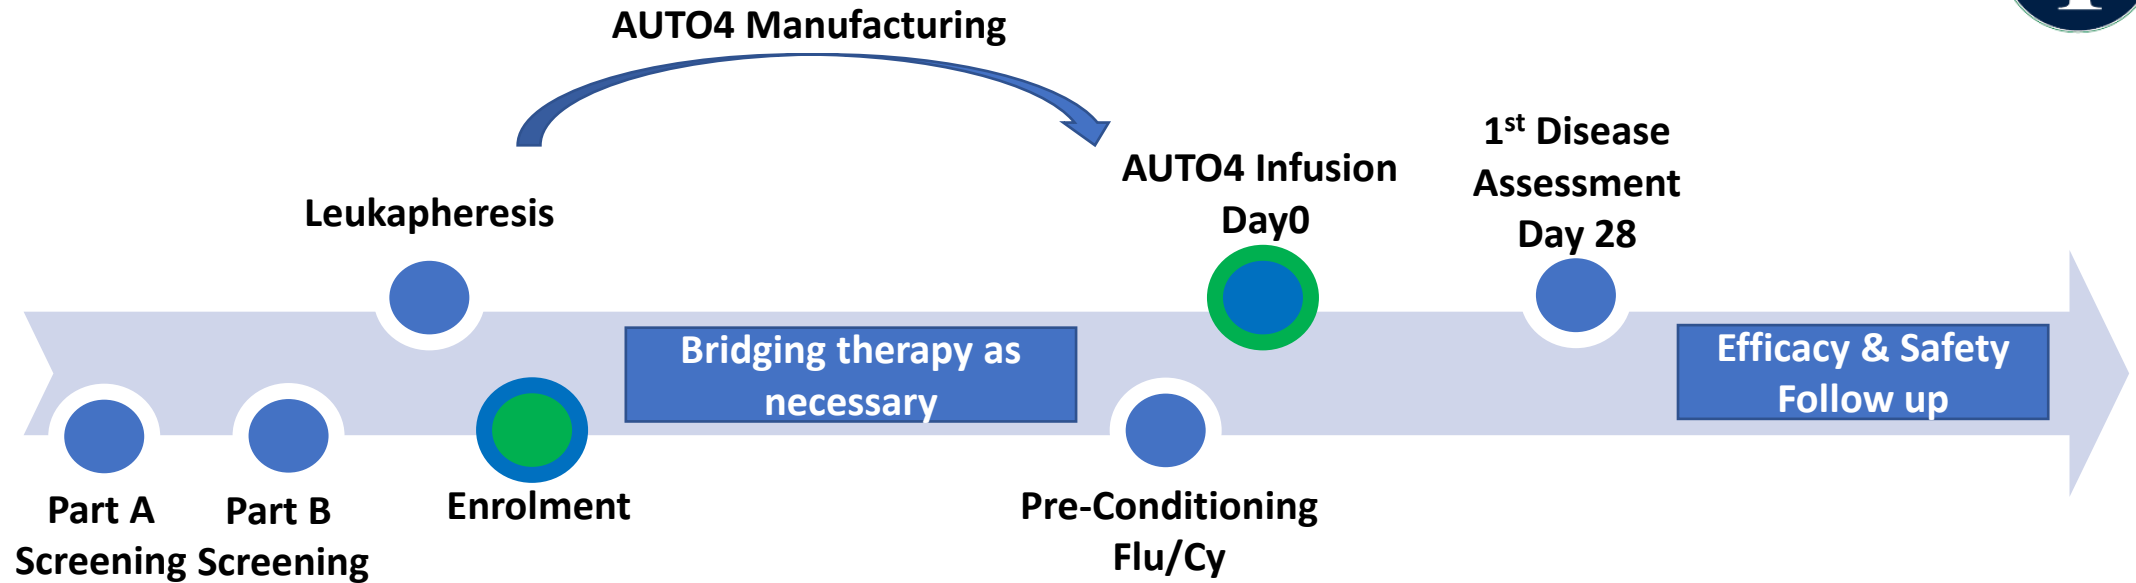 AUTO4 Manufacturing
Leukapheresis
AUTO4 Infusion
Day0
1st Disease
Assessment
Day 28
Bridging therapy as
necessary
Efficacy & Safety
Follow up
Part A
Screening
Part B
Screening
Enrolment
Pre-Conditioning
Flu/Cy